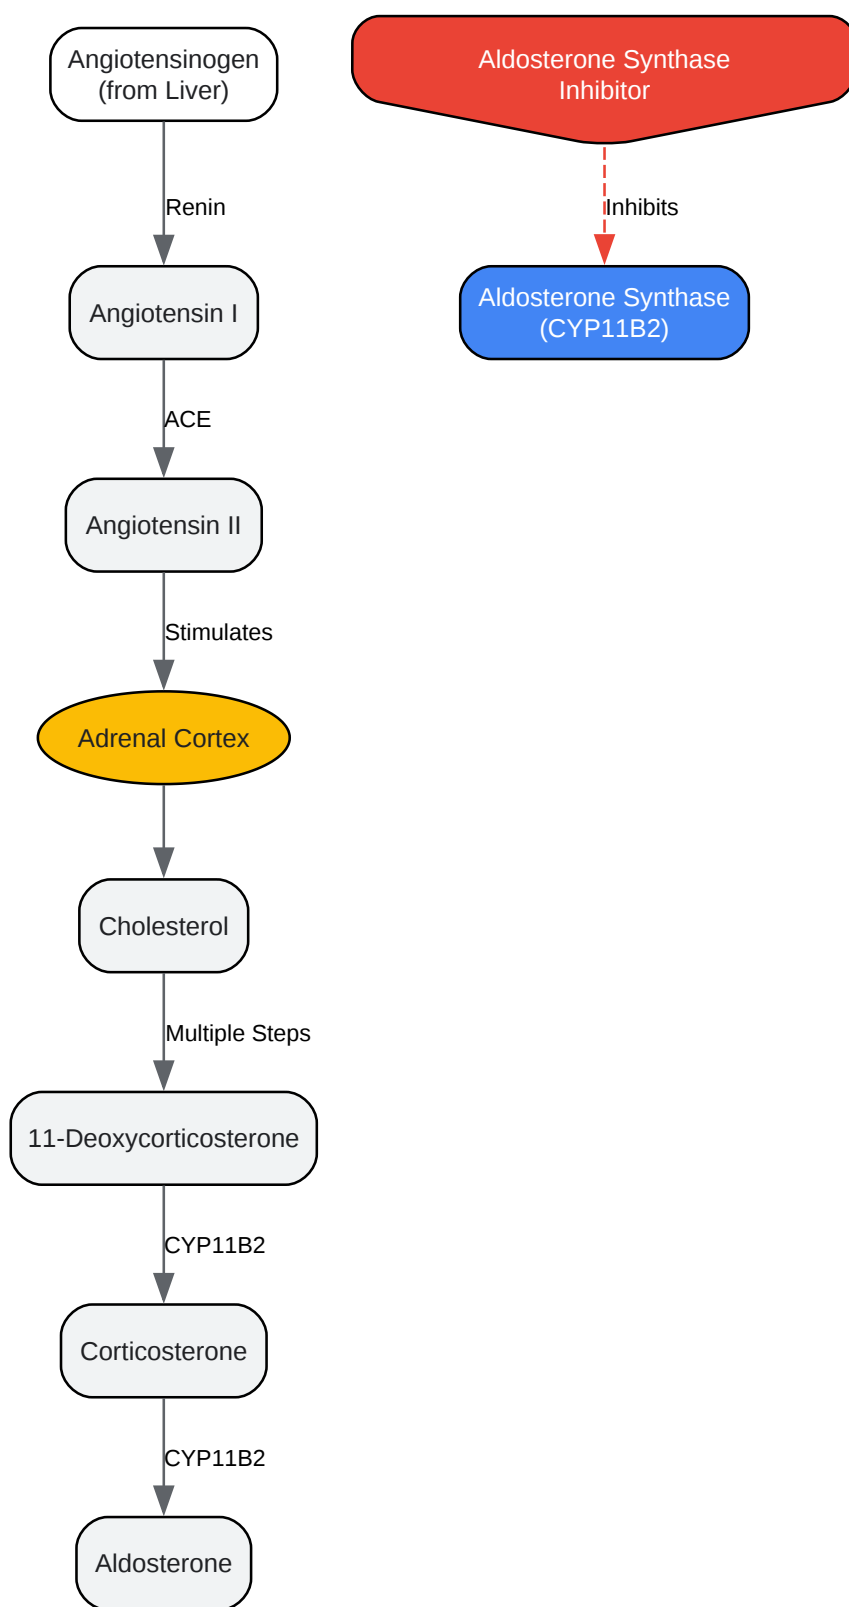 Angiotensinogen
(from Liver)
Renin
Angiotensin I
ACE
Angiotensin II
Stimulates
Adrenal Cortex
Cholesterol
Multiple Steps
11-Deoxycorticosterone
CYP11B2
Corticosterone
CYP11B2
Aldosterone
Aldosterone Synthase
Inhibitor
Inhibits
Aldosterone Synthase
(CYP11B2)